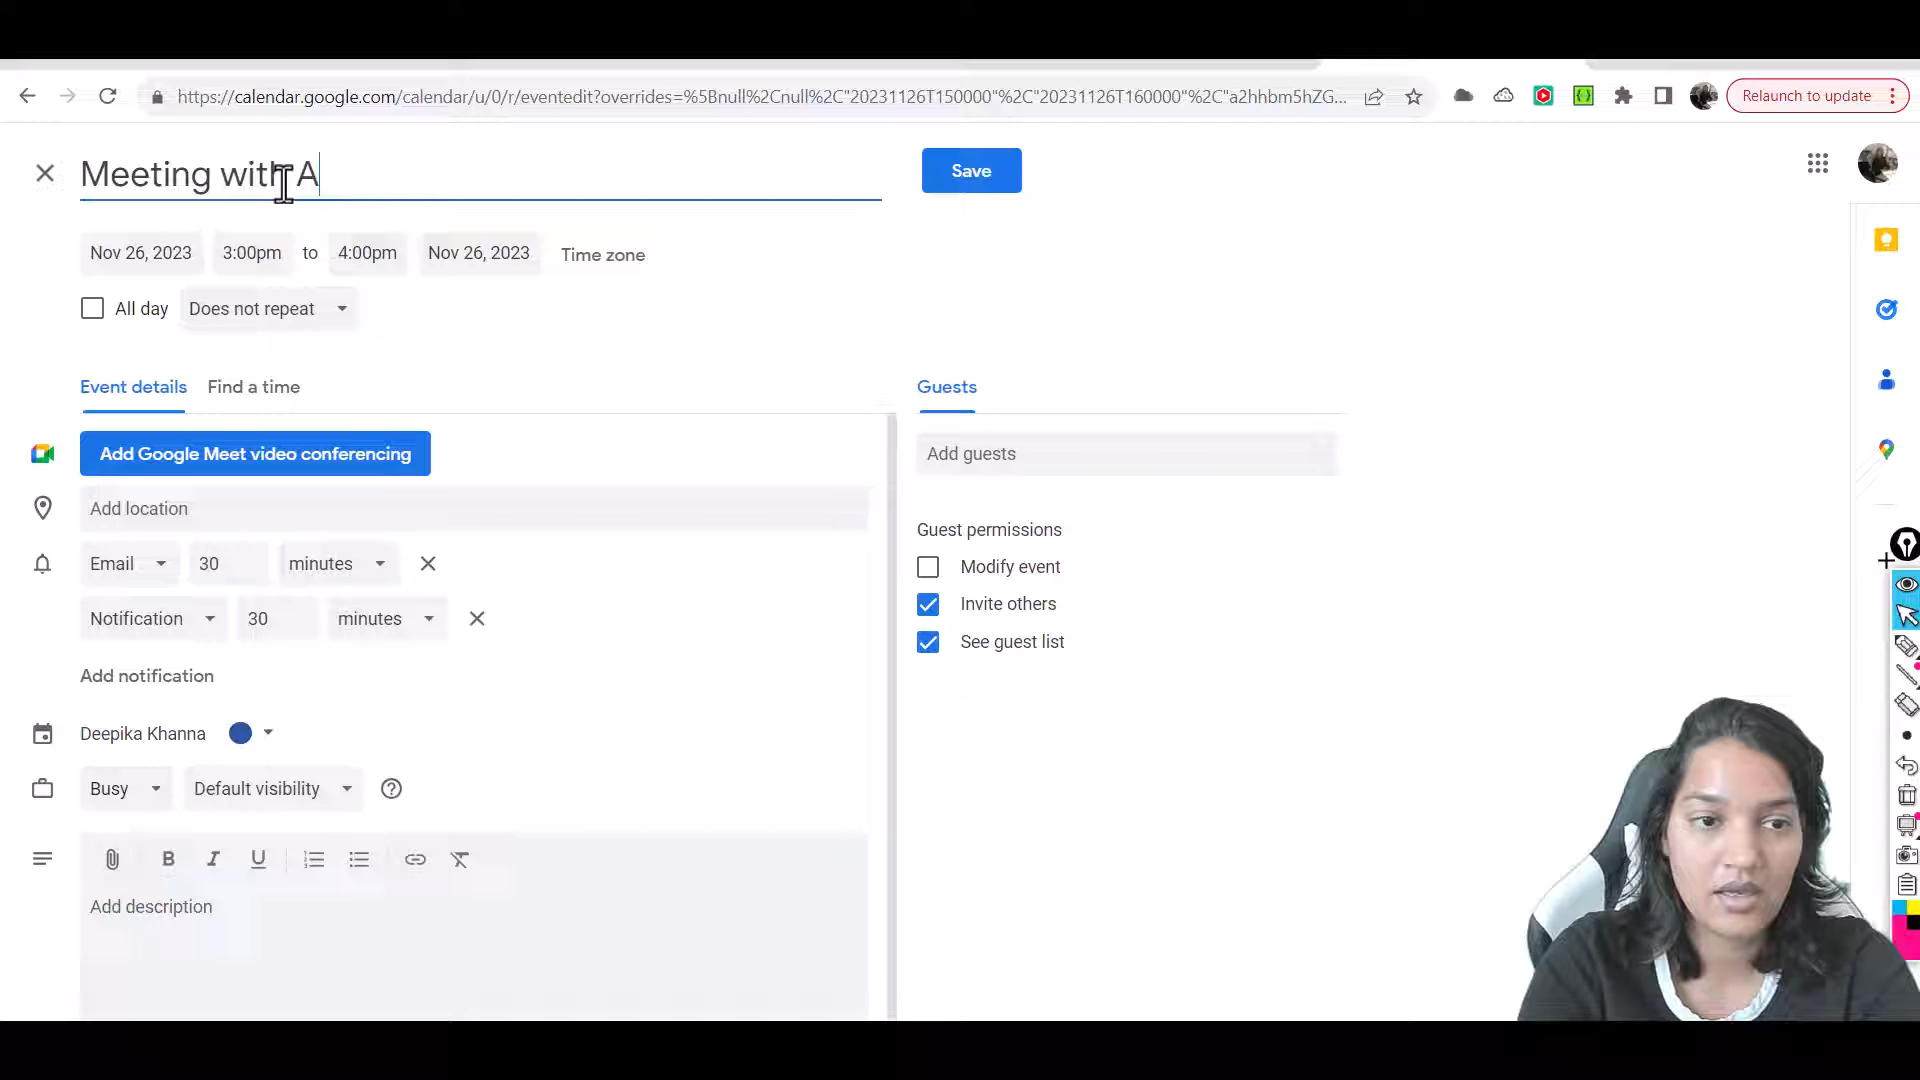 https://calendar.google.com/calendar/u/0/r/eventedit?overrides=%5Bnull%2Cnull%2C"20231126T150000"%2C"20231126T160000"%2C"a2hhbm5hZG...
Relaunch to update
Meeting with A
Save
Nov 26, 2023 3:00pm to 4:00pm Nov 26, 2023 Time zone
All day Does not repeat
Event details Find a time
Guests
Add Google Meet video conferencing
Add guests
Add location
Guest permissions
Email 30 minutes
Modify event
Invite others
Notification 30 minutes
See guest list
Add notification
Deepika Khanna
Busy Default visibility
B I U
Add description